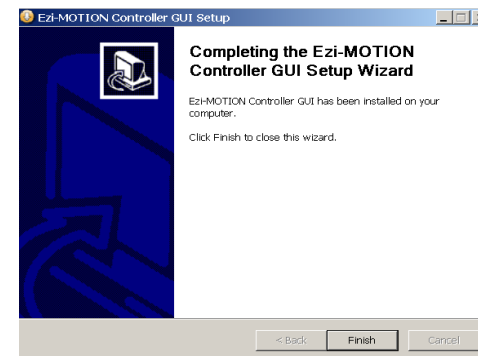 Ezi-MOTION Controller GUI Setup
Completing the Ezi-MOTION
Controller GUI Setup Wizard
Ezi-MOTION Controller GUI has been installed on your
computer.
Click Finish to close this wizard.
< Back Finish Cancel